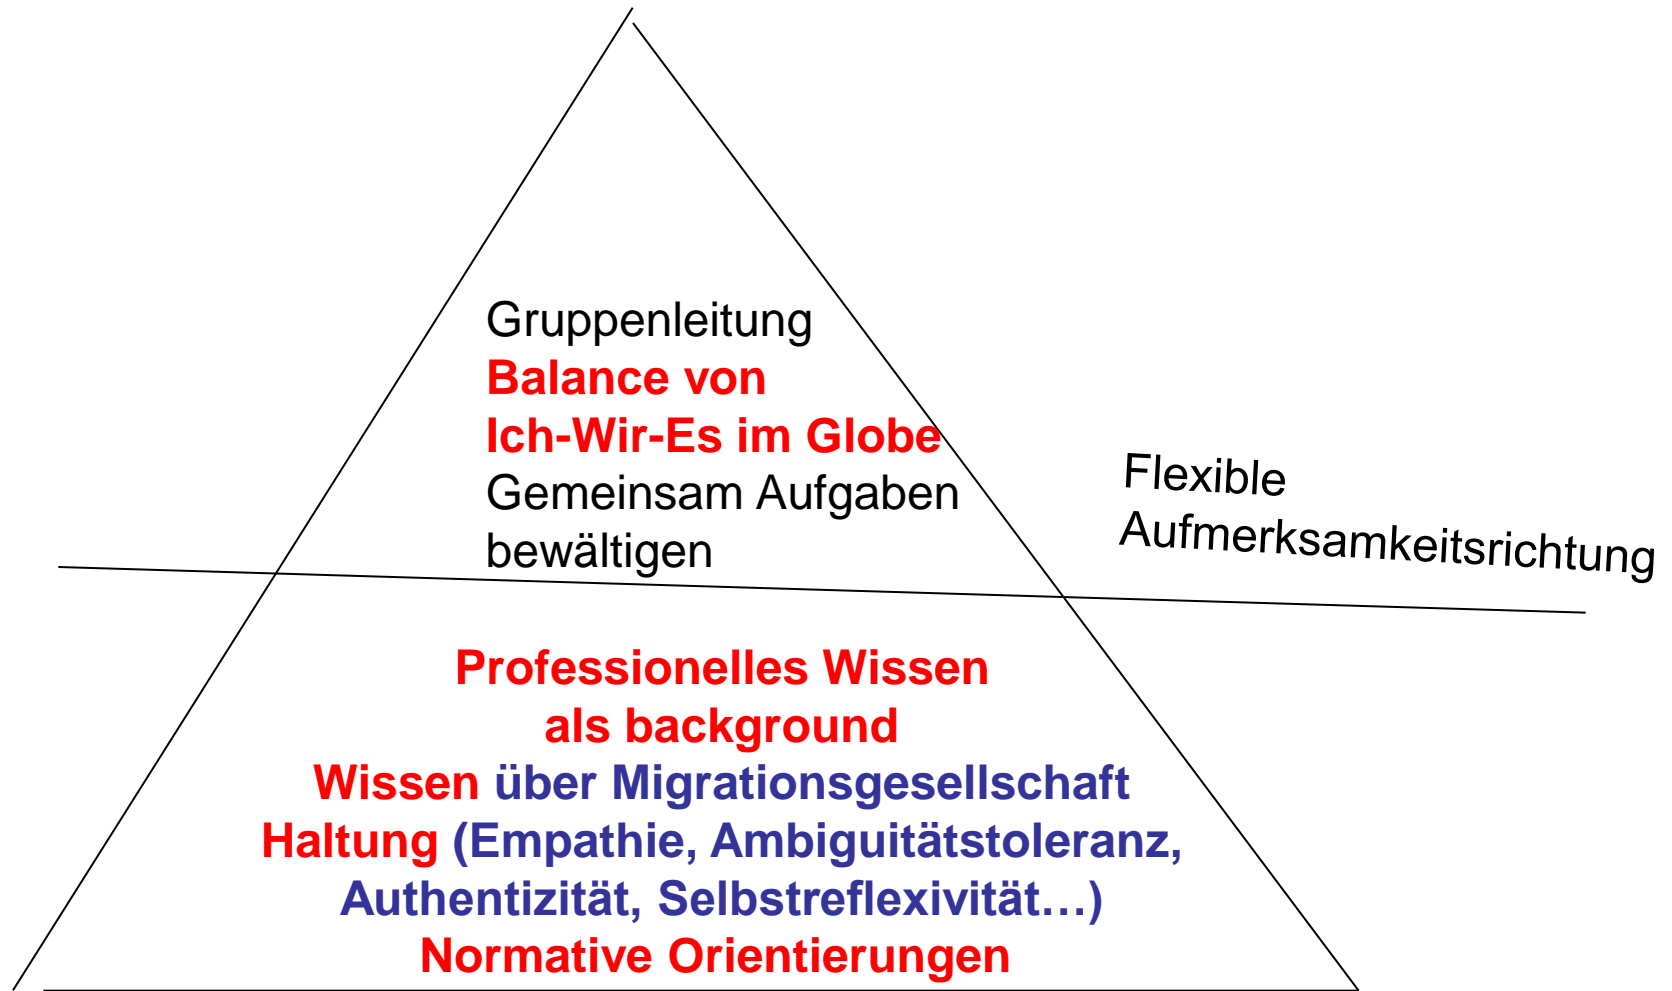 Gruppenleitung
Balance von
Ich-Wir-Es im Globe
Gemeinsam Aufgaben
bewältigen
Flexible
Aufmerksamkeitsrichtung
Professionelles Wissen
als background
Wissen über Migrationsgesellschaft
Haltung (Empathie, Ambiguitätstoleranz,
Authentizität, Selbstreflexivität…)
Normative Orientierungen